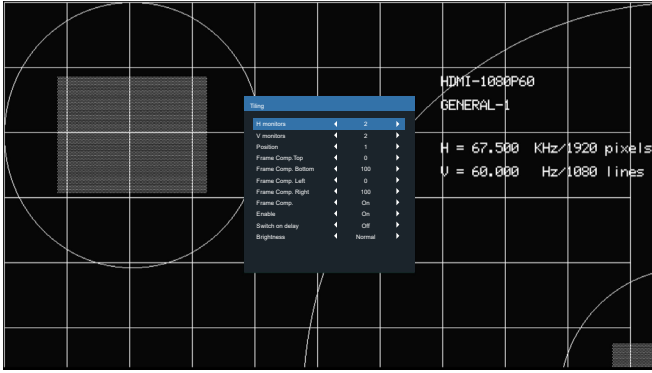 HDMI-1080P60
GENERAL-1
H = 67.500 KHz/1920 pixels
V = 60.000 Hz/1080 lines
Tiling
H monitors 2
V monitors 2
Position 1
Frame Comp.Top 0
Frame Comp. Bottom 100
Frame Comp. Left 0
Frame Comp. Right 100
Frame Comp. On
Enable On
Switch on delay Off
Brightness Normal